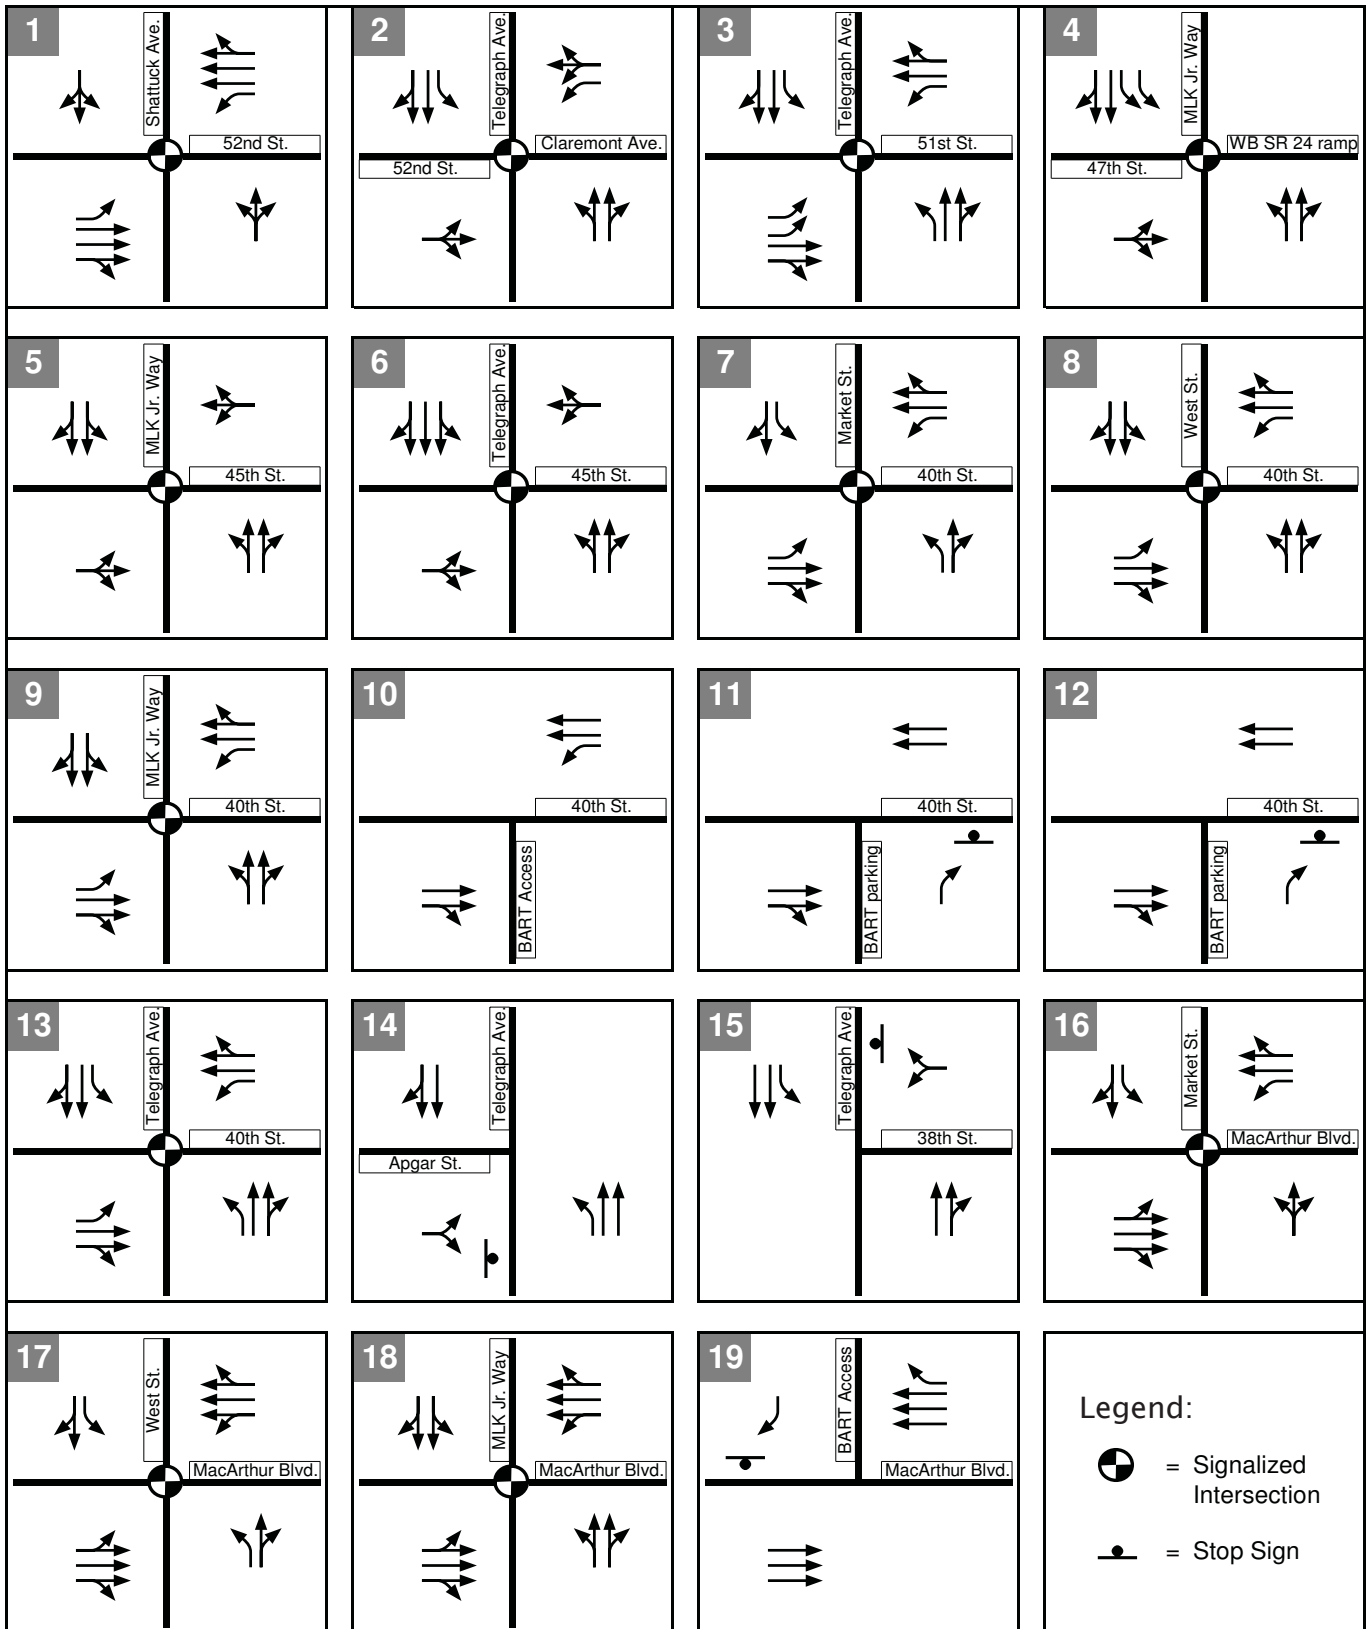 1
Shattuck Ave.
52nd St.
2
Telegraph Ave.
Claremont Ave.
52nd St.
3
Telegraph Ave.
51st St.
4
MLK Jr. Way
WB SR 24 ramp
47th St.
5
MLK Jr. Way
45th St.
6
Telegraph Ave.
45th St.
7
Market St.
40th St.
8
West St.
40th St.
9
MLK Jr. Way
40th St.
10
40th St.
BART Access
11
40th St.
BART parking
12
40th St.
BART parking
13
Telegraph Ave.
40th St.
14
Telegraph Ave.
Apgar St.
15
Telegraph Ave.
38th St.
16
Market St.
MacArthur Blvd.
17
West St.
MacArthur Blvd.
18
MLK Jr. Way
MacArthur Blvd.
19
BART Access
MacArthur Blvd.
Legend:
= Signalized
Intersection
= Stop Sign